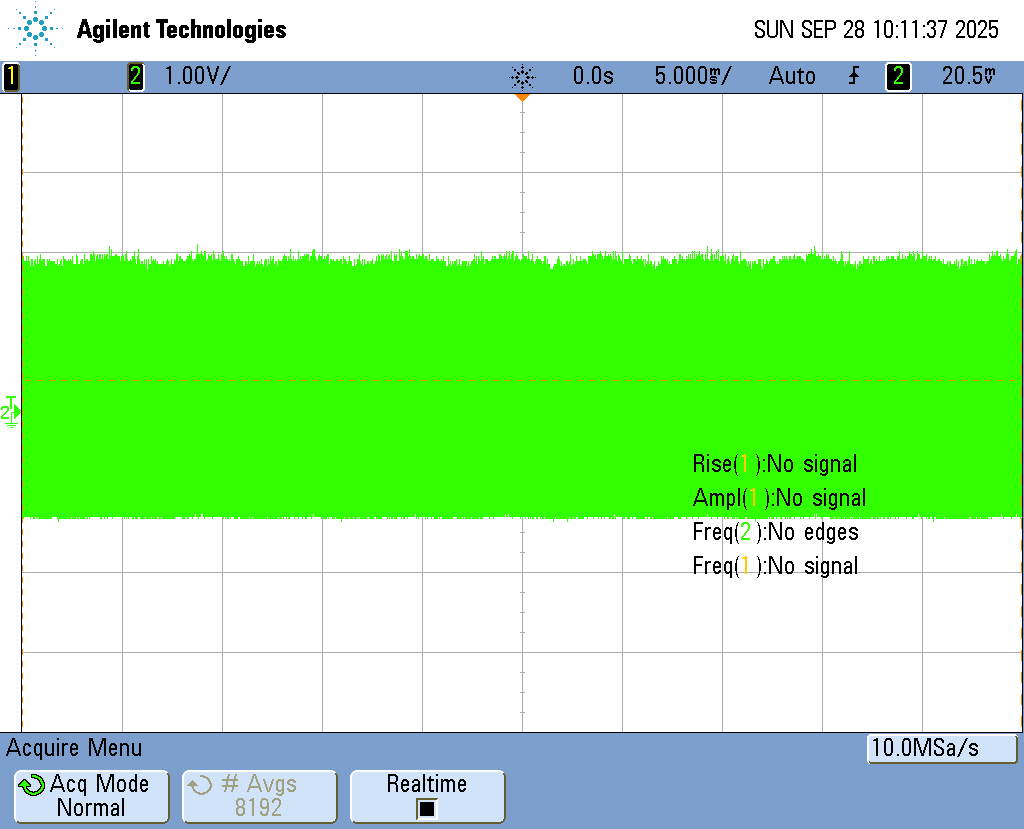 Agilent Technologies
SUN SEP 28 10:11:37 2025
1 2 1.00V/ 0.0s 5.000ms/ Auto 2 20.5mV
T
2
Rise(1):No signal
Ampl(1):No signal
Freq(2):No edges
Freq(1):No signal
Acquire Menu
10.0MSa/s
Acq Mode
Normal
# Avgs
8192
Realtime